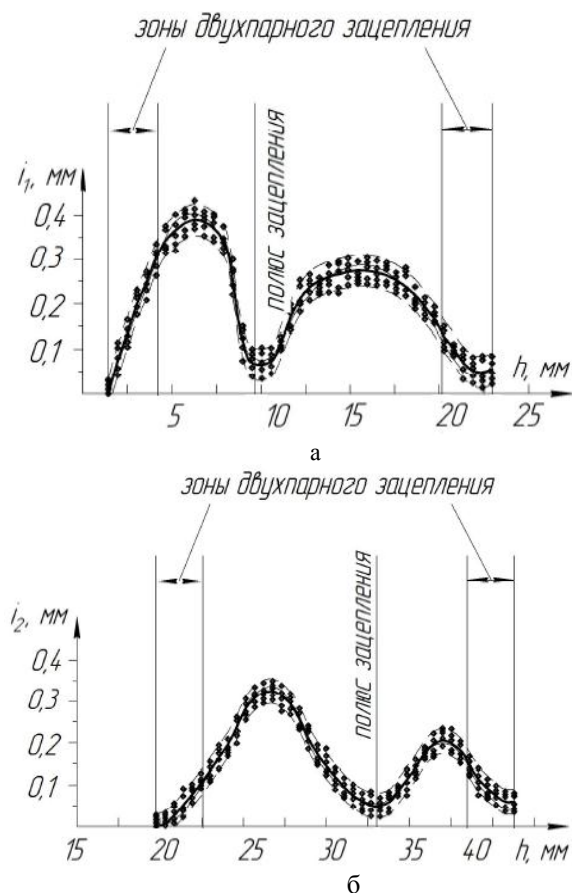 зоны двухпарного зацепления
i₁, мм
полюс зацепления
0,4
0,3
0,2
0,1
h, мм
5
10
15
20
25
а
зоны двухпарного зацепления
i₂, мм
полюс зацепления
0,4
0,3
0,2
0,1
15
20
25
30
35
40
h, мм
б